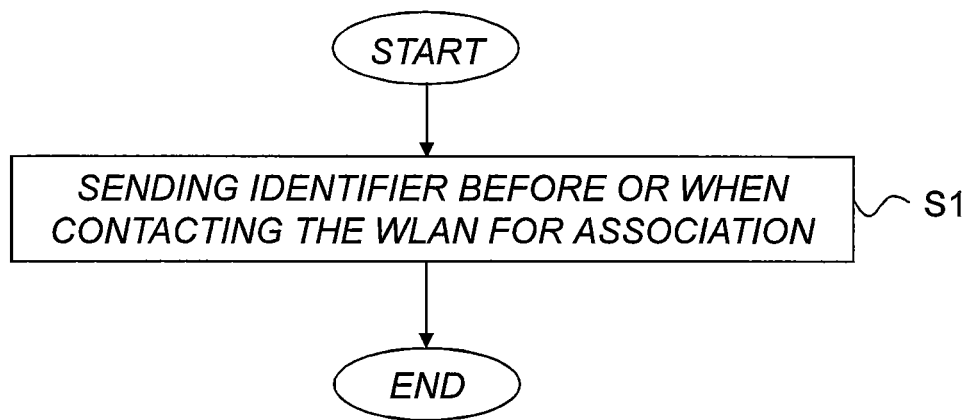 START
SENDING IDENTIFIER BEFORE OR WHEN
CONTACTING THE WLAN FOR ASSOCIATION
S1
END